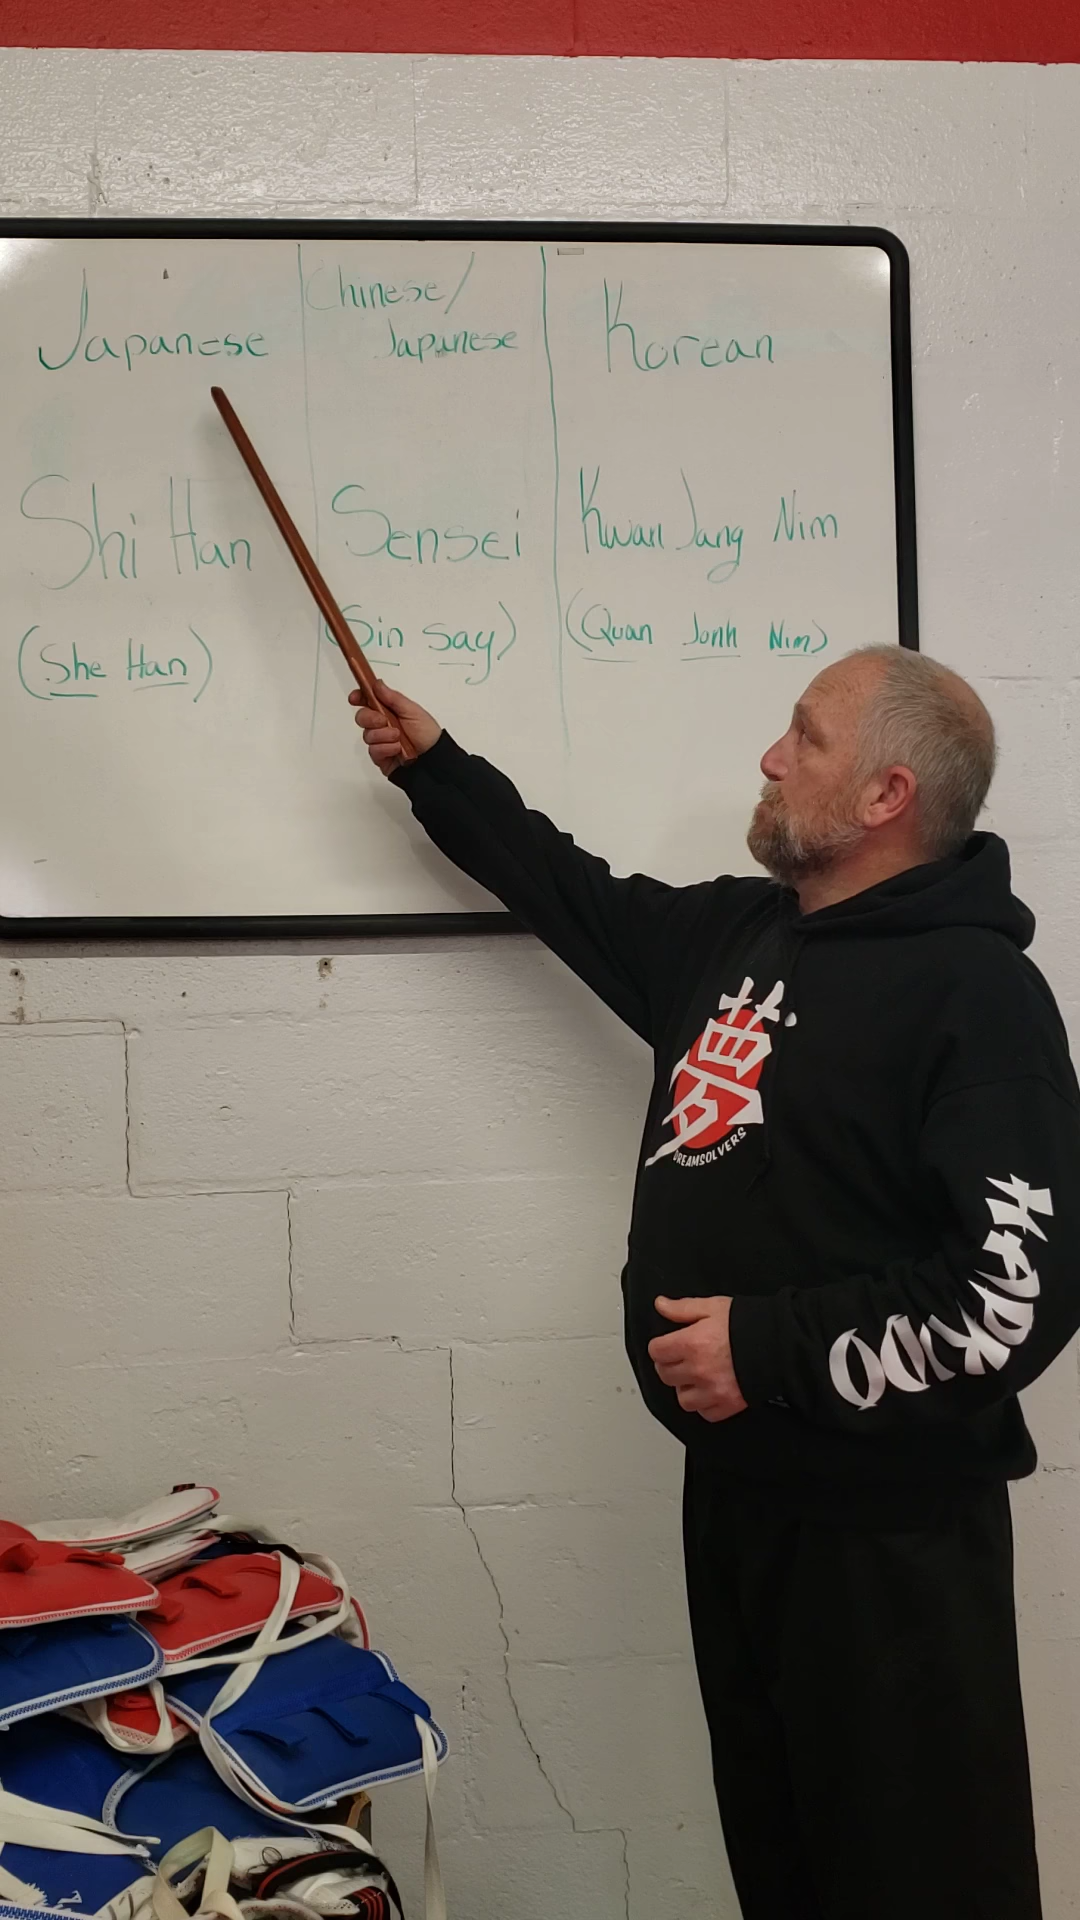 Japanese
Chinese/
Japanese
Korean
Shi Han
Sensei
Kwan Jang Nim
(She Han)
(Sin Say)
(Quan Jonh Nim)
夢
DREAMSOLVERS
HAPKIDO